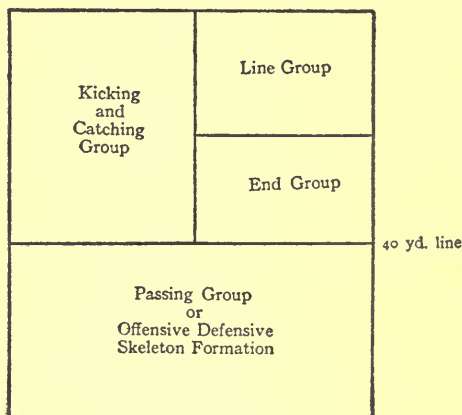 Kicking
and
Catching
Group
Line Group
End Group
40 yd. line
Passing Group
or
Offensive Defensive
Skeleton Formation